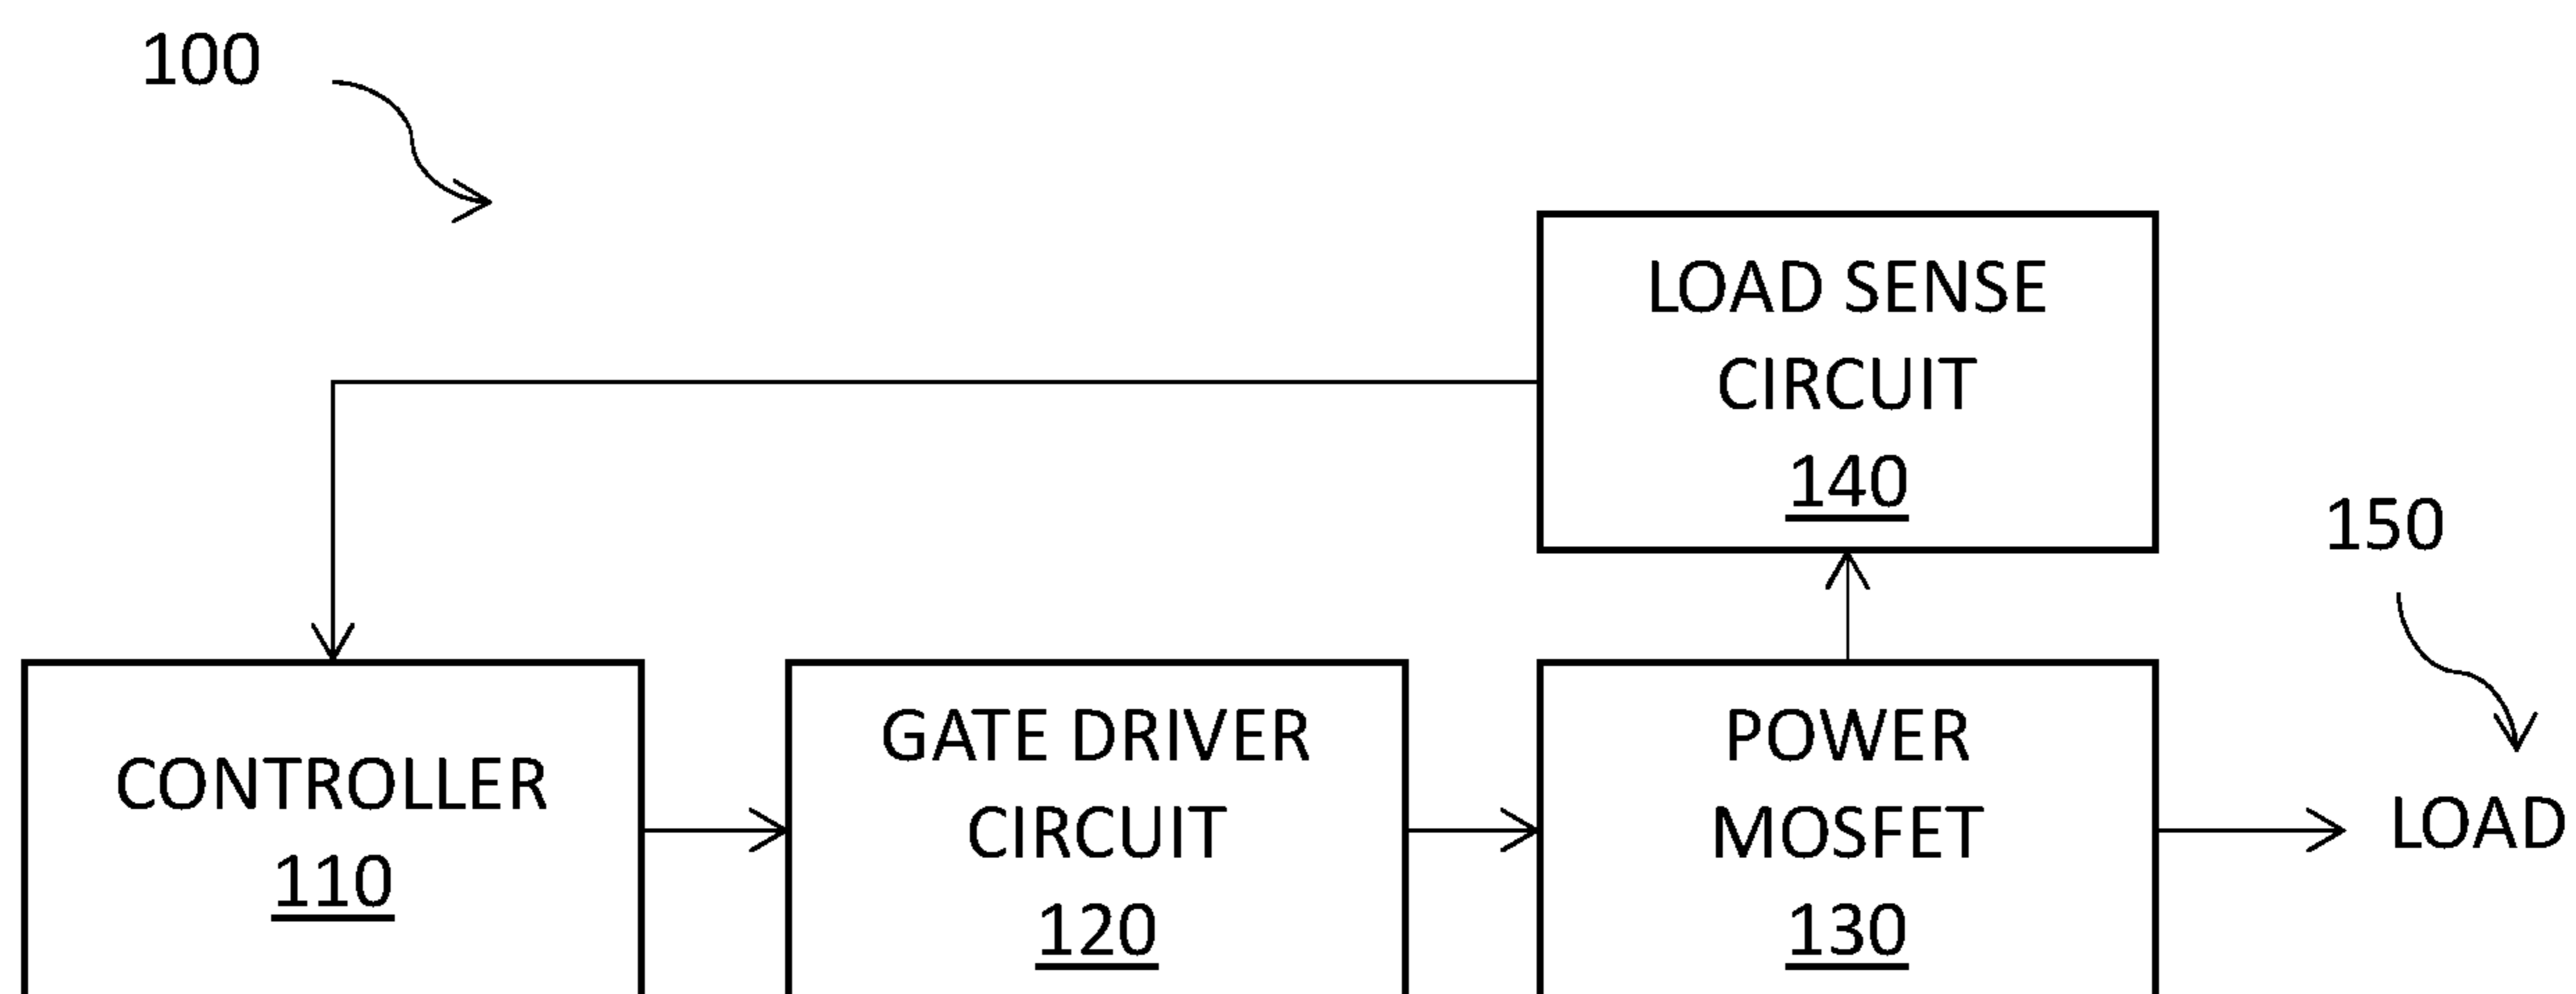 100
LOAD SENSE
CIRCUIT
140
150
CONTROLLER
110
GATE DRIVER
CIRCUIT
120
POWER
MOSFET
130
LOAD